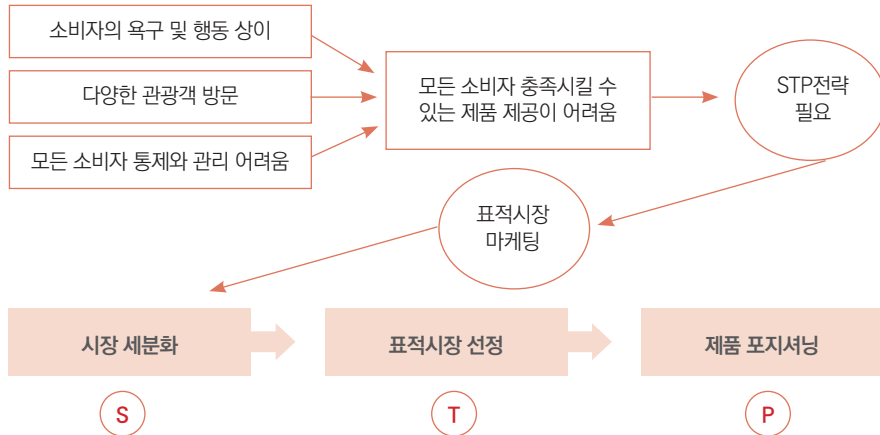 소비자의 욕구 및 행동 상이
다양한 관광객 방문
모든 소비자 통제와 관리 어려움
모든 소비자 충족시킬 수
있는 제품 제공이 어려움
STP전략
필요
표적시장
마케팅
시장 세분화
표적시장 선정
제품 포지셔닝
S
T
P